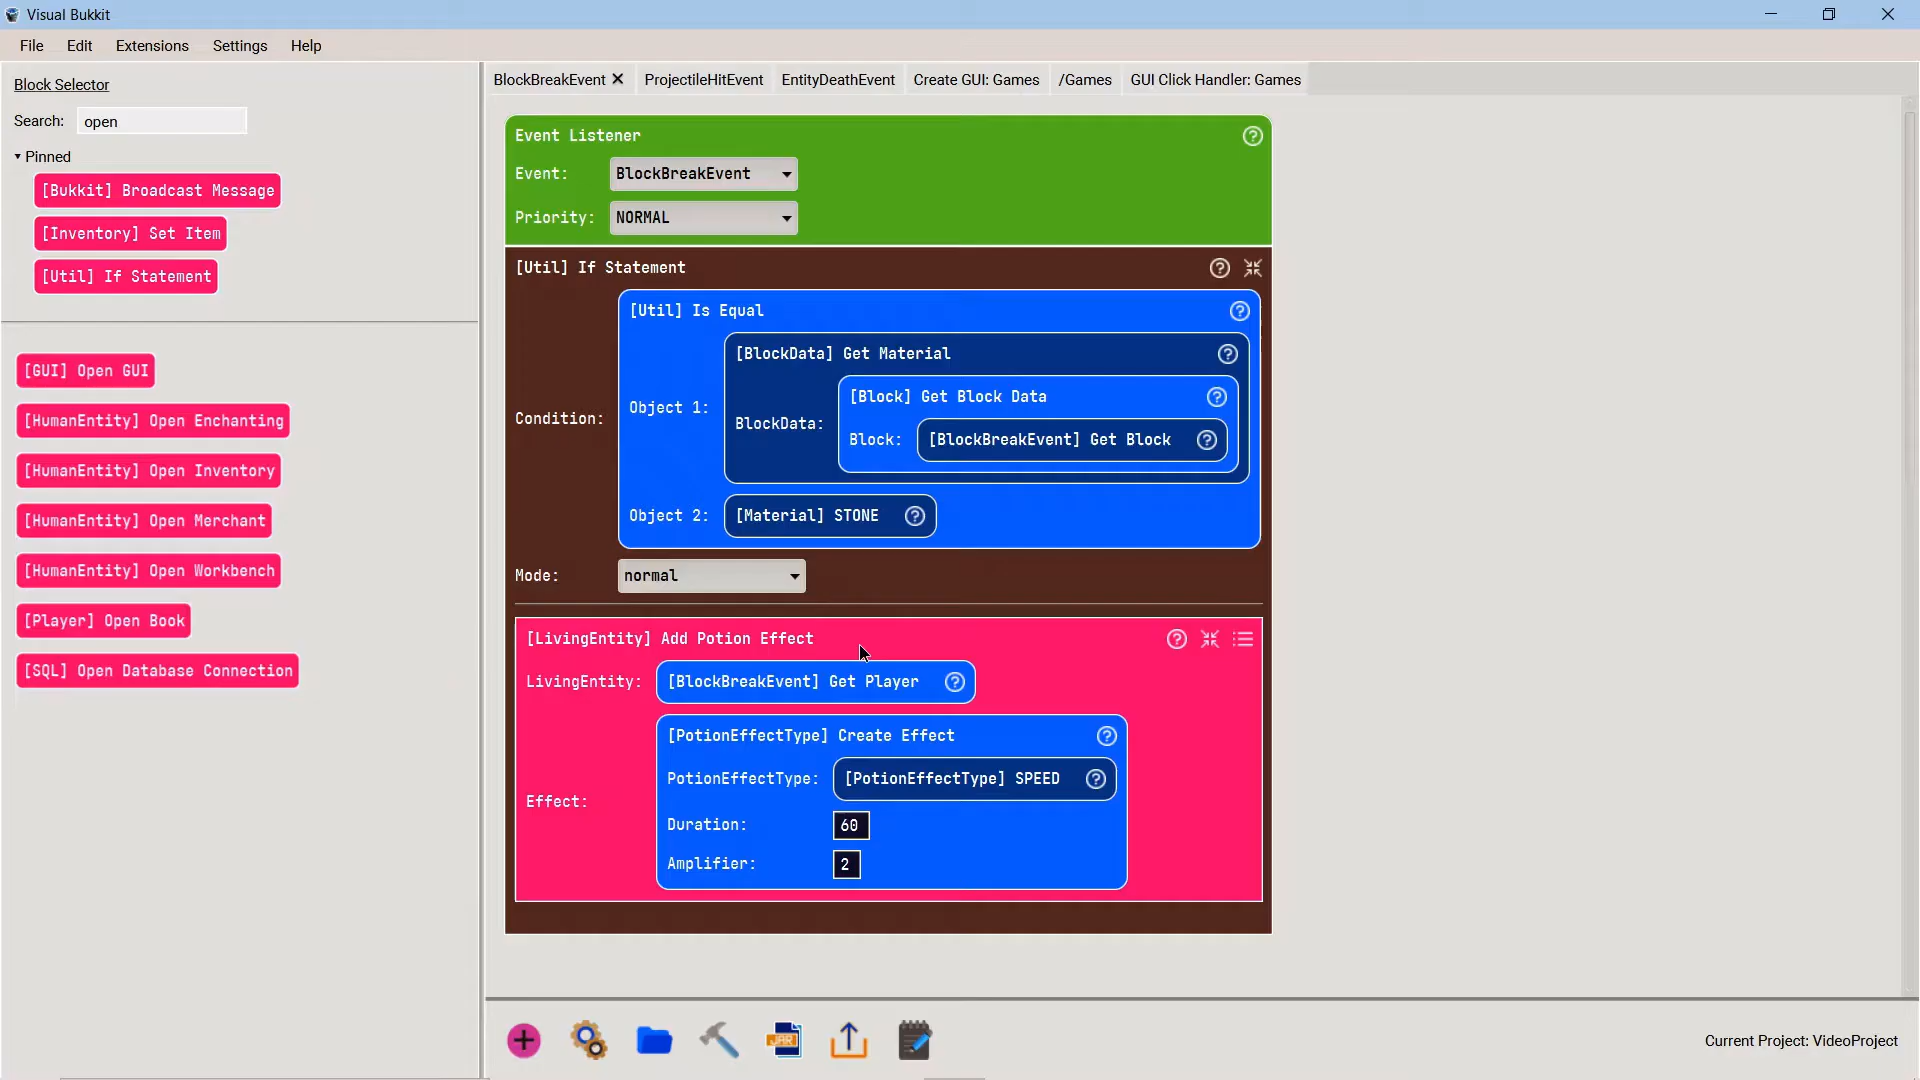 Visual Bukkit
File Edit Extensions Settings Help
Block Selector
Search: open
Pinned
[Bukkit] Broadcast Message
[Inventory] Set Item
[Util] If Statement
[GUI] Open GUI
[HumanEntity] Open Enchanting
[HumanEntity] Open Inventory
[HumanEntity] Open Merchant
[HumanEntity] Open Workbench
[Player] Open Book
[SQL] Open Database Connection
BlockBreakEvent ProjectileHitEvent EntityDeathEvent Create GUI: Games /Games GUI Click Handler: Games
Event Listener
Event: BlockBreakEvent
Priority: NORMAL
[Util] If Statement
Condition:
[Util] Is Equal
Object 1:
[BlockData] Get Material
BlockData:
[Block] Get Block Data
Block: [BlockBreakEvent] Get Block
Object 2: [Material] STONE
Mode: normal
[LivingEntity] Add Potion Effect
LivingEntity: [BlockBreakEvent] Get Player
Effect:
[PotionEffectType] Create Effect
PotionEffectType: [PotionEffectType] SPEED
Duration: 60
Amplifier: 2
JAR
Current Project: VideoProject